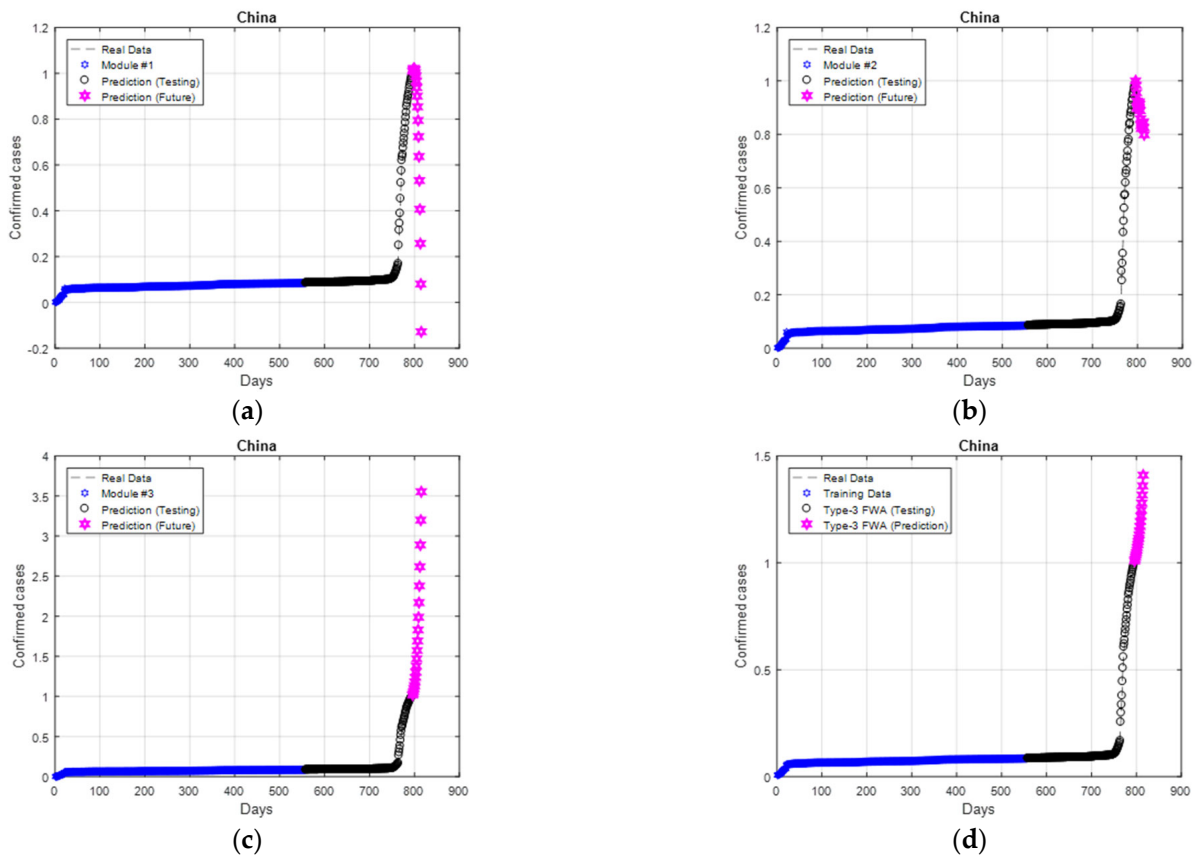 China
1.2
1
0.8
0.6
0.4
0.2
0
-0.2
Confirmed cases
Real Data
Module #1
Prediction (Testing)
Prediction (Future)
0 100 200 300 400 500 600 700 800 900
Days
(a)
China
1.2
1
0.8
0.6
0.4
0.2
0
Confirmed cases
Real Data
Module #2
Prediction (Testing)
Prediction (Future)
0 100 200 300 400 500 600 700 800 900
Days
(b)
China
4
3.5
3
2.5
2
1.5
1
0.5
0
Confirmed cases
Real Data
Module #3
Prediction (Testing)
Prediction (Future)
0 100 200 300 400 500 600 700 800 900
Days
(c)
China
1.5
1
0.5
0
Confirmed cases
Real Data
Training Data
Type-3 FWA (Testing)
Type-3 FWA (Prediction)
0 100 200 300 400 500 600 700 800 900
Days
(d)